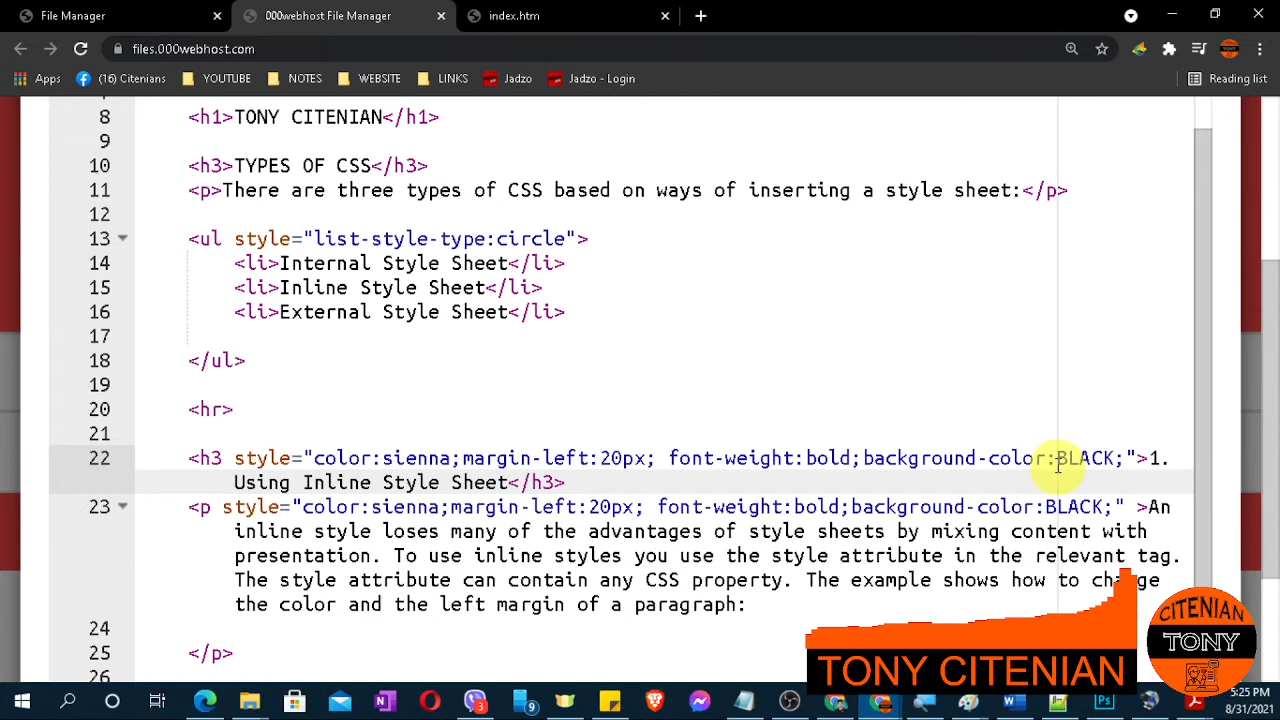 File Manager
000webhost File Manager
index.htm
files.000webhost.com
Apps
(16) Citenians
YOUTUBE
NOTES
WEBSITE
LINKS
Jadzo
Jadzo - Login
Reading list
8 <h1>TONY CITENIAN</h1>
9
10 <h3>TYPES OF CSS</h3>
11 <p>There are three types of CSS based on ways of inserting a style sheet:</p>
12
13 <ul style="list-style-type:circle">
14 <li>Internal Style Sheet</li>
15 <li>Inline Style Sheet</li>
16 <li>External Style Sheet</li>
17
18 </ul>
19
20 <hr>
21
22 <h3 style="color:sienna;margin-left:20px; font-weight:bold;background-color:BLACK;">1.
Using Inline Style Sheet</h3>
23 <p style="color:sienna;margin-left:20px; font-weight:bold;background-color:BLACK;" >An
inline style loses many of the advantages of style sheets by mixing content with
presentation. To use inline styles you use the style attribute in the relevant tag.
The style attribute can contain any CSS property. The example shows how to change
the color and the left margin of a paragraph:
24
25 </p>
26
TONY CITENIAN
CITENIAN
TONY
3
9
5:25 PM
8/31/2021